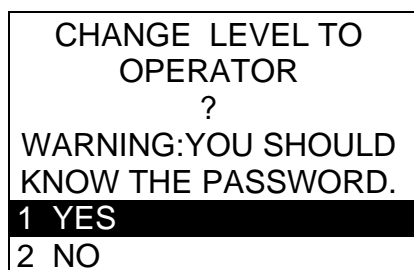 CHANGE LEVEL TO
OPERATOR
?
WARNING:YOU SHOULD
KNOW THE PASSWORD.
1 YES
2 NO